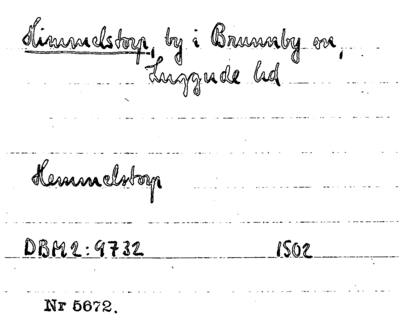 Himmelstorp, by i Brunnby sn,
Luggude hd
Hemmelstorp
DBM2:9732 1502
Nr 5672.